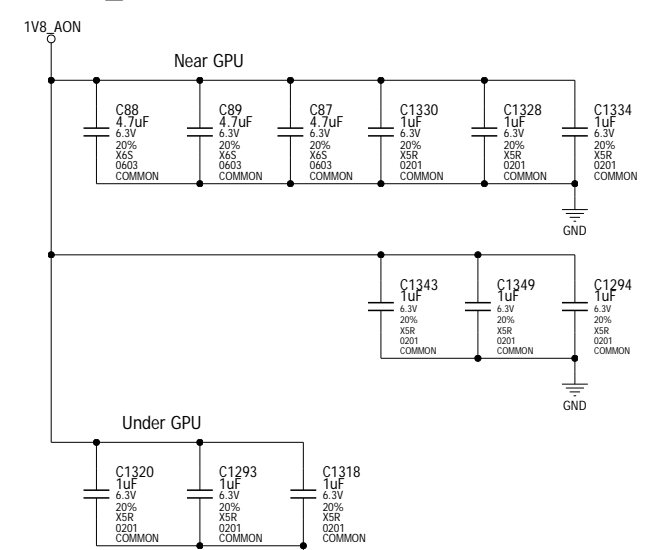 1V8_AON
Near GPU
C88
4.7uF
6.3V
20%
X6S
0603
COMMON
C89
4.7uF
6.3V
20%
X6S
0603
COMMON
C87
4.7uF
6.3V
20%
X6S
0603
COMMON
C1330
1uF
6.3V
20%
X5R
0201
COMMON
C1328
1uF
6.3V
20%
X5R
0201
COMMON
C1334
1uF
6.3V
20%
X5R
0201
COMMON
GND
C1343
1uF
6.3V
20%
X5R
0201
COMMON
C1349
1uF
6.3V
20%
X5R
0201
COMMON
C1294
1uF
6.3V
20%
X5R
0201
COMMON
GND
Under GPU
C1320
1uF
6.3V
20%
X5R
0201
COMMON
C1293
1uF
6.3V
20%
X5R
0201
COMMON
C1318
1uF
6.3V
20%
X5R
0201
COMMON